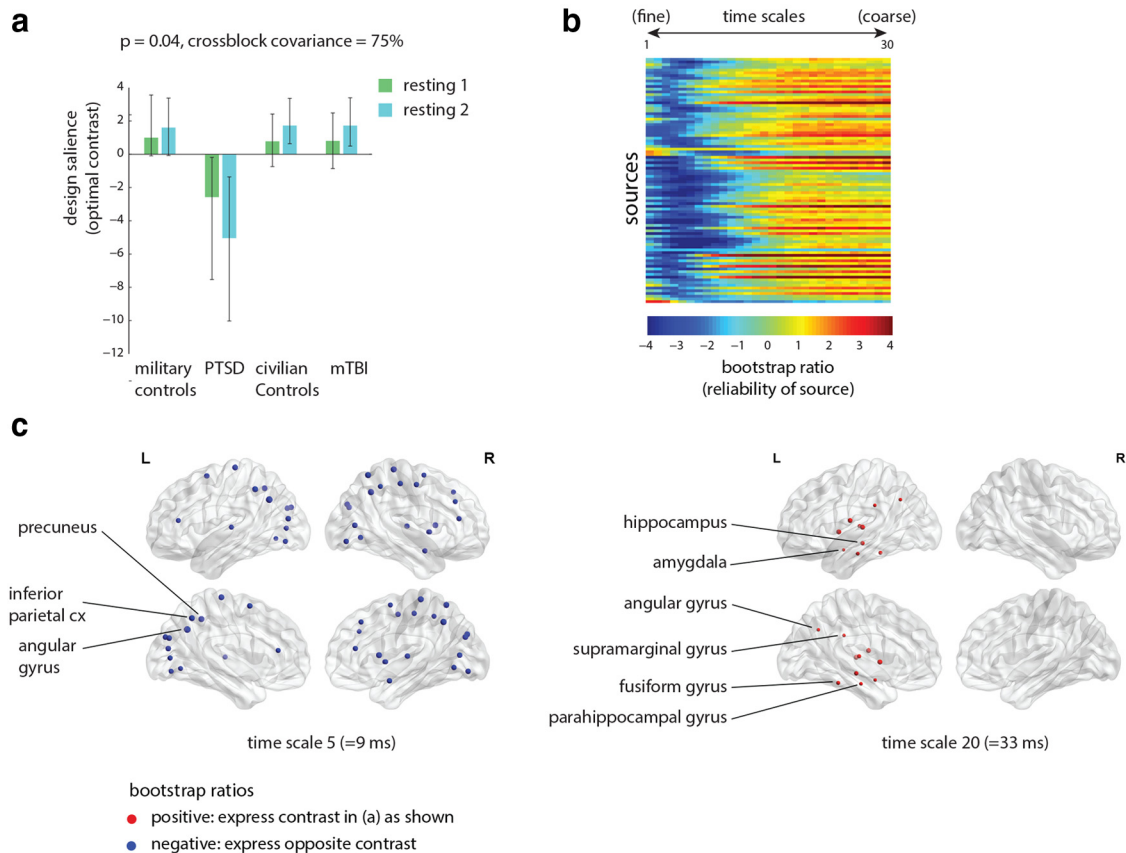 a
p = 0.04, crossblock covariance = 75%
resting 1
resting 2
design salience
(optimal contrast)
4
2
0
−2
−4
−6
−8
−10
−12
military
controls
PTSD
civilian
Controls
mTBI
b
(fine)
time scales
(coarse)
1
30
sources
−4
−3
−2
−1
0
1
2
3
4
bootstrap ratio
(reliability of source)
c
L
R
precuneus
inferior
parietal cx
angular
gyrus
time scale 5 (=9 ms)
L
R
hippocampus
amygdala
angular gyrus
supramarginal gyrus
fusiform gyrus
parahippocampal gyrus
time scale 20 (=33 ms)
bootstrap ratios
positive: express contrast in (a) as shown
negative: express opposite contrast